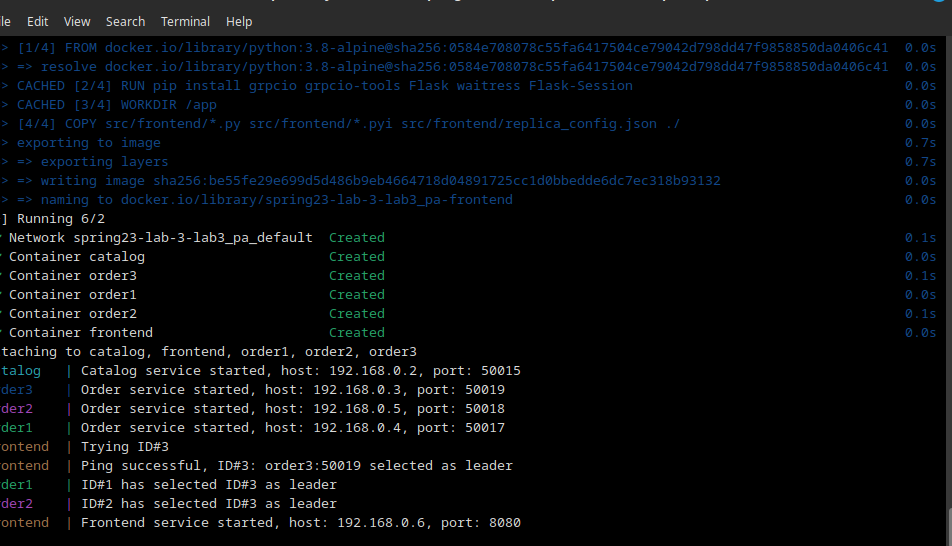 le Edit View Search Terminal Help
> [1/4] FROM docker.io/library/python:3.8-alpine@sha256:0584e708078c55fa6417504ce79042d798dd47f9858850da0406c41 0.0s
> => resolve docker.io/library/python:3.8-alpine@sha256:0584e708078c55fa6417504ce79042d798dd47f9858850da0406c41 0.0s
> CACHED [2/4] RUN pip install grpcio grpcio-tools Flask waitress Flask-Session 0.0s
> CACHED [3/4] WORKDIR /app 0.0s
> [4/4] COPY src/frontend/*.py src/frontend/*.pyi src/frontend/replica_config.json ./ 0.0s
> exporting to image 0.7s
> => exporting layers 0.7s
> => writing image sha256:be55fe29e699d5d486b9eb4664718d04891725cc1d0bbedde6dc7ec318b93132 0.0s
> => naming to docker.io/library/spring23-lab-3-lab3_pa-frontend 0.0s
] Running 6/2
Network spring23-lab-3-lab3_pa_default Created 0.1s
Container catalog Created 0.0s
Container order3 Created 0.1s
Container order1 Created 0.0s
Container order2 Created 0.1s
Container frontend Created 0.0s
taching to catalog, frontend, order1, order2, order3
talog | Catalog service started, host: 192.168.0.2, port: 50015
der3 | Order service started, host: 192.168.0.3, port: 50019
der2 | Order service started, host: 192.168.0.5, port: 50018
der1 | Order service started, host: 192.168.0.4, port: 50017
ontend | Trying ID#3
ontend | Ping successful, ID#3: order3:50019 selected as leader
der1 | ID#1 has selected ID#3 as leader
der2 | ID#2 has selected ID#3 as leader
ontend | Frontend service started, host: 192.168.0.6, port: 8080